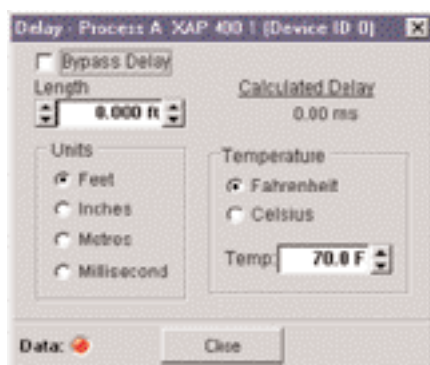 Delay - Process A XAP 400 1 (Device ID 0)
Bypass Delay
Length
0.000 ft
Calculated Delay
0.00 ms
Units
Feet
Inches
Metres
Millisecond
Temperature
Fahrenheit
Celsius
Temp: 70.0 F
Data:
Close